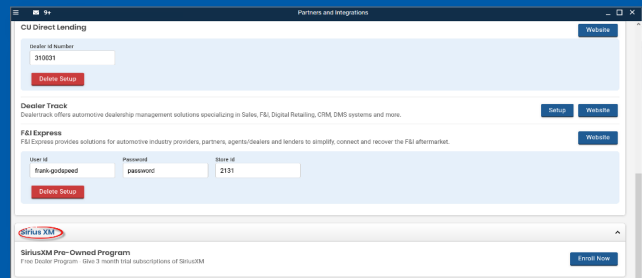 9+
Partners and Integrations
CU Direct Lending
Website
Dealer Id Number
310031
Delete Setup
Dealer Track
Dealertrack offers automotive dealership management solutions specializing in Sales, F&I, Digital Retailing, CRM, DMS systems and more.
Setup
Website
F&I Express
F&I Express provides solutions for automotive industry providers, partners, agents/dealers and lenders to simplify, connect and recover the F&I aftermarket.
Website
User Id
Password
Store Id
frank-godspeed
password
2131
Delete Setup
Sirius XM
SiriusXM Pre-Owned Program
Free Dealer Program - Give 3 month trial subscriptions of SiriusXM
Enroll Now